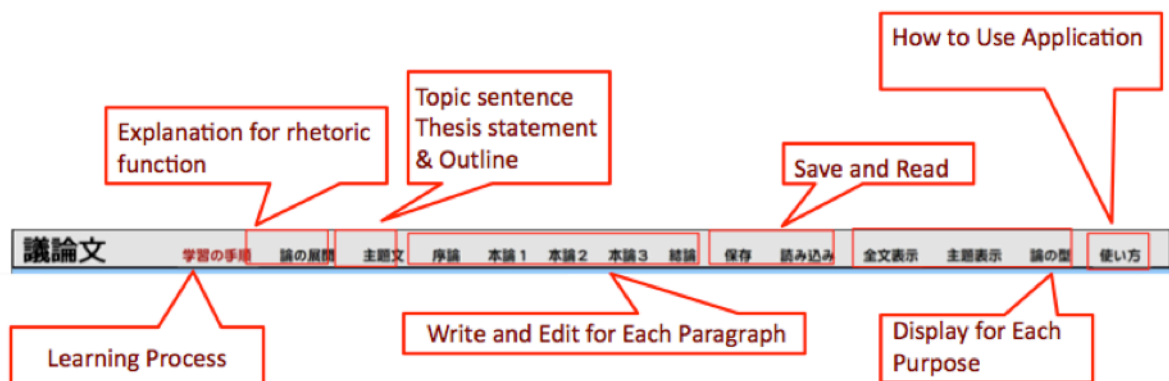 How to Use Application
Topic sentence
Thesis statement
& Outline
Explanation for rhetoric
function
Save and Read
議論文 学習の手順 論の展開 主題文 序論 本論1 本論2 本論3 結論 保存 読み込み 全文表示 主題表示 論の型 使い方
Learning Process
Write and Edit for Each Paragraph
Display for Each
Purpose